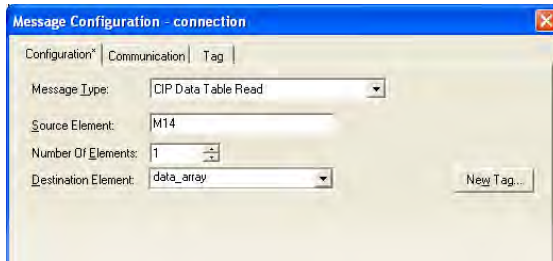 Message Configuration - connection
Configuration* Communication Tag
Message Type: CIP Data Table Read
Source Element: M14
Number Of Elements: 1
Destination Element: data_array New Tag...